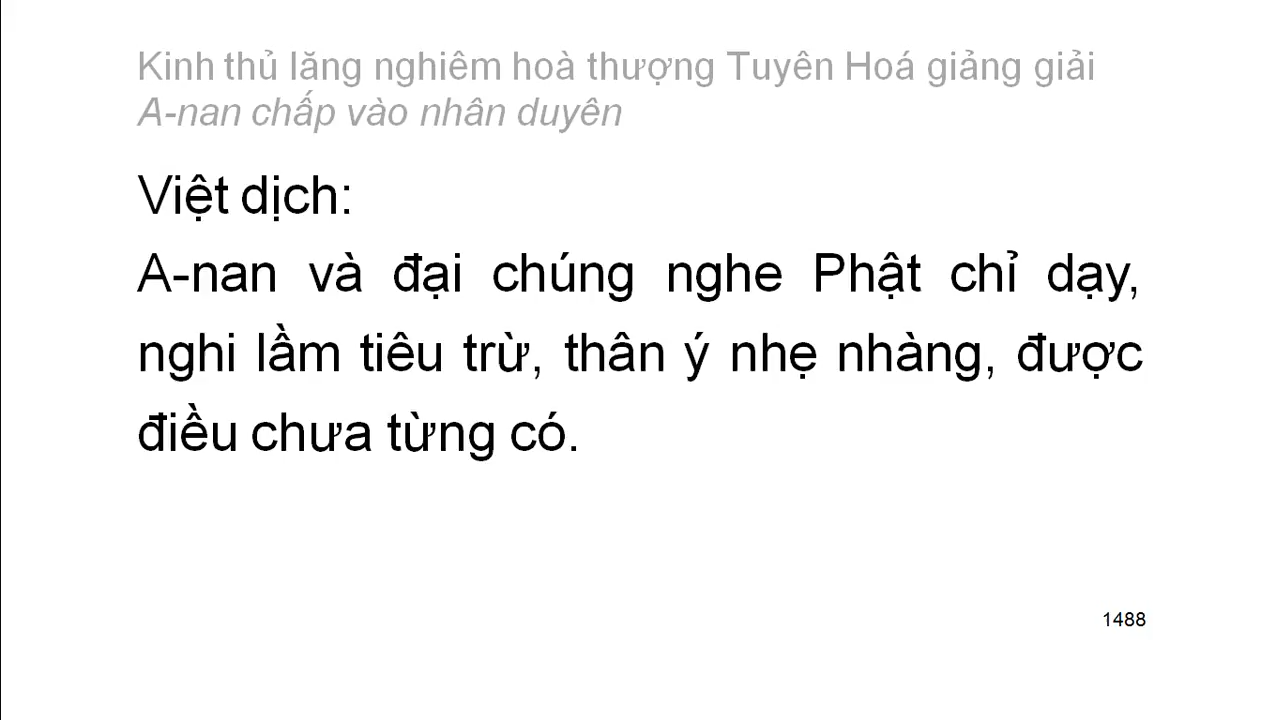 Kinh thủ lăng nghiêm hoà thượng Tuyên Hoá giảng giải
A-nan chấp vào nhân duyên
Việt dịch:
A-nan và đại chúng nghe Phật chỉ dạy,
nghi lầm tiêu trừ, thân ý nhẹ nhàng, được
điều chưa từng có.
1488